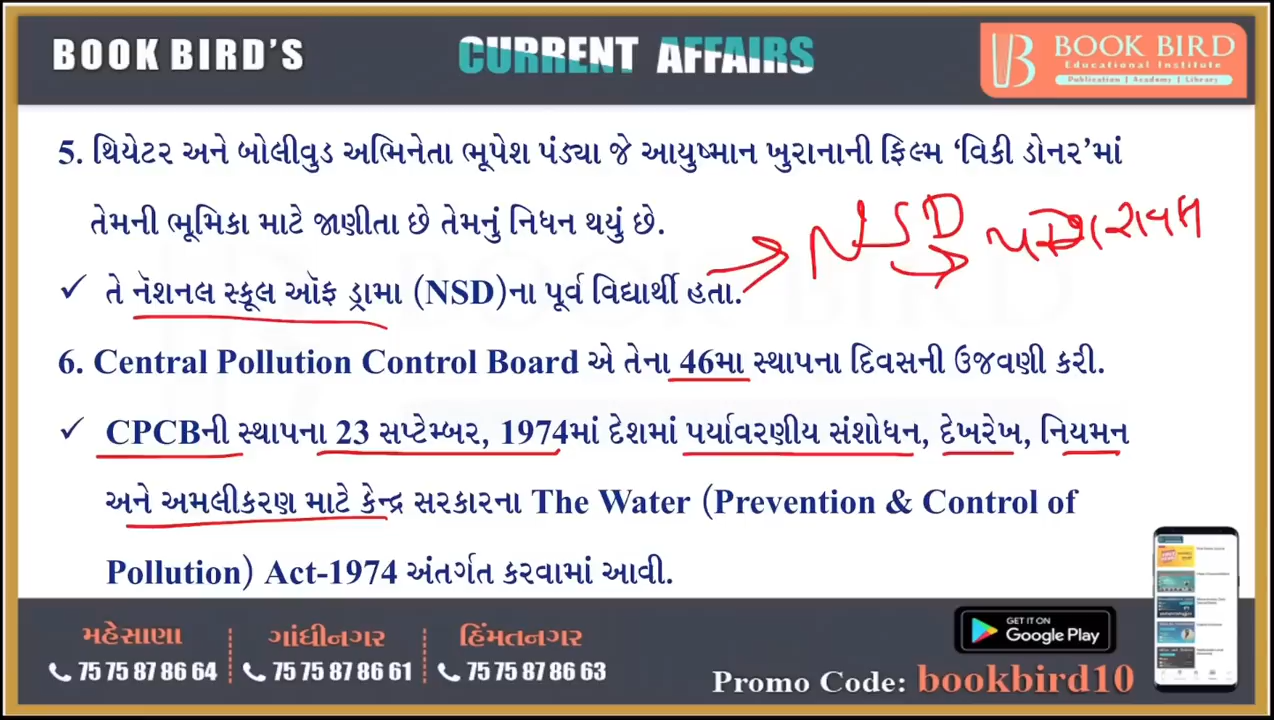 BOOK BIRD'S
CURRENT AFFAIRS
BOOK BIRD
Educational Institute
Publication | Academy | Library
5. થિયેટર અને બોલીવુડ અભિનેતા ભૂપેશ પંડ્યા જે આયુષ્માન ખુરાનાની ફિલ્મ ‘વિકી ડોનર’માં
તેમની ભૂમિકા માટે જાણીતા છે તેમનું નિધન થયું છે.
NSD
પરેશ રાવલ
✓ તે નૅશનલ સ્કૂલ ઑફ ડ્રામા (NSD)ના પૂર્વ વિદ્યાર્થી હતા.
6. Central Pollution Control Board એ તેના 46મા સ્થાપના દિવસની ઉજવણી કરી.
✓ CPCBની સ્થાપના 23 સપ્ટેમ્બર, 1974માં દેશમાં પર્યાવરણીય સંશોધન, દેખરેખ, નિયમન
અને અમલીકરણ માટે કેન્દ્ર સરકારના The Water (Prevention & Control of
Pollution) Act-1974 અંતર્ગત કરવામાં આવી.
મહેસાણા
75 75 87 86 64
ગાંધીનગર
75 75 87 86 61
હિંમતનગર
75 75 87 86 63
GET IT ON
Google Play
Promo Code: bookbird10